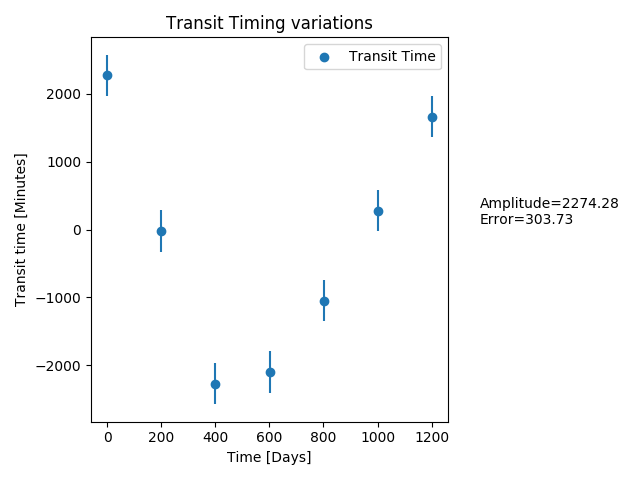 Transit Timing variations
Transit Time
2000
1000
0
−1000
−2000
Transit time [Minutes]
Amplitude=2274.28
Error=303.73
0 200 400 600 800 1000 1200
Time [Days]